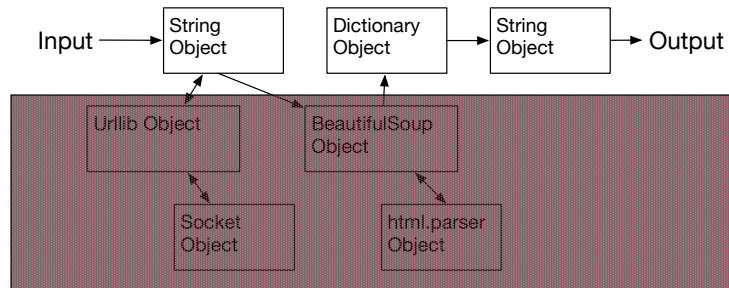 Input
String
Object
Dictionary
Object
String
Object
Output
Urllib Object
BeautifulSoup
Object
Socket
Object
html.parser
Object